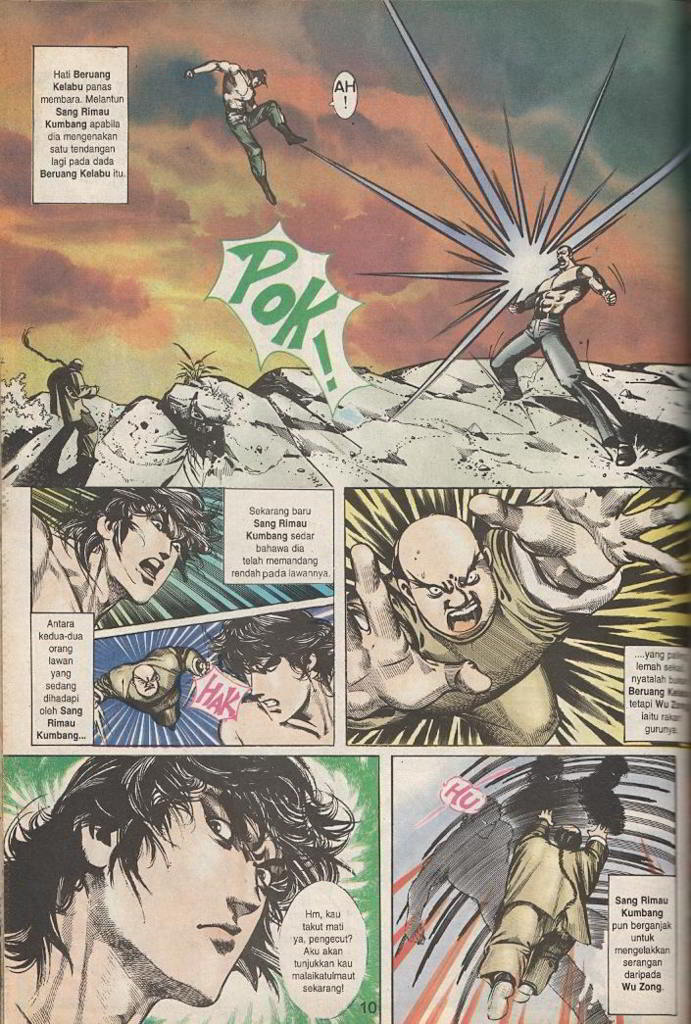 Hati Beruang
Kelabu panas
membara. Melantun
Sang Rimau
Kumbang apabila
dia mengenakan
satu tendangan
lagi pada dada
Beruang Kelabu itu.
AH
!
POK!
Sekarang baru
Sang Rimau
Kumbang sedar
bahawa dia
telah memandang
rendah pada lawannya.
Antara
kedua-dua
orang
lawan
yang
sedang
dihadapi
oleh Sang
Rimau
Kumbang...
HAK
....yang
lemah
nyatalah
Beruang
tetapi Wu
iaitu rakan
gurunya.
Hm, kau
takut mati
ya, pengecut?
Aku akan
tunjukkan kau
malaikatulmaut
sekarang!
HU
Sang Rimau
Kumbang
pun berganjak
untuk
mengelakkan
serangan
daripada
Wu Zong.
10